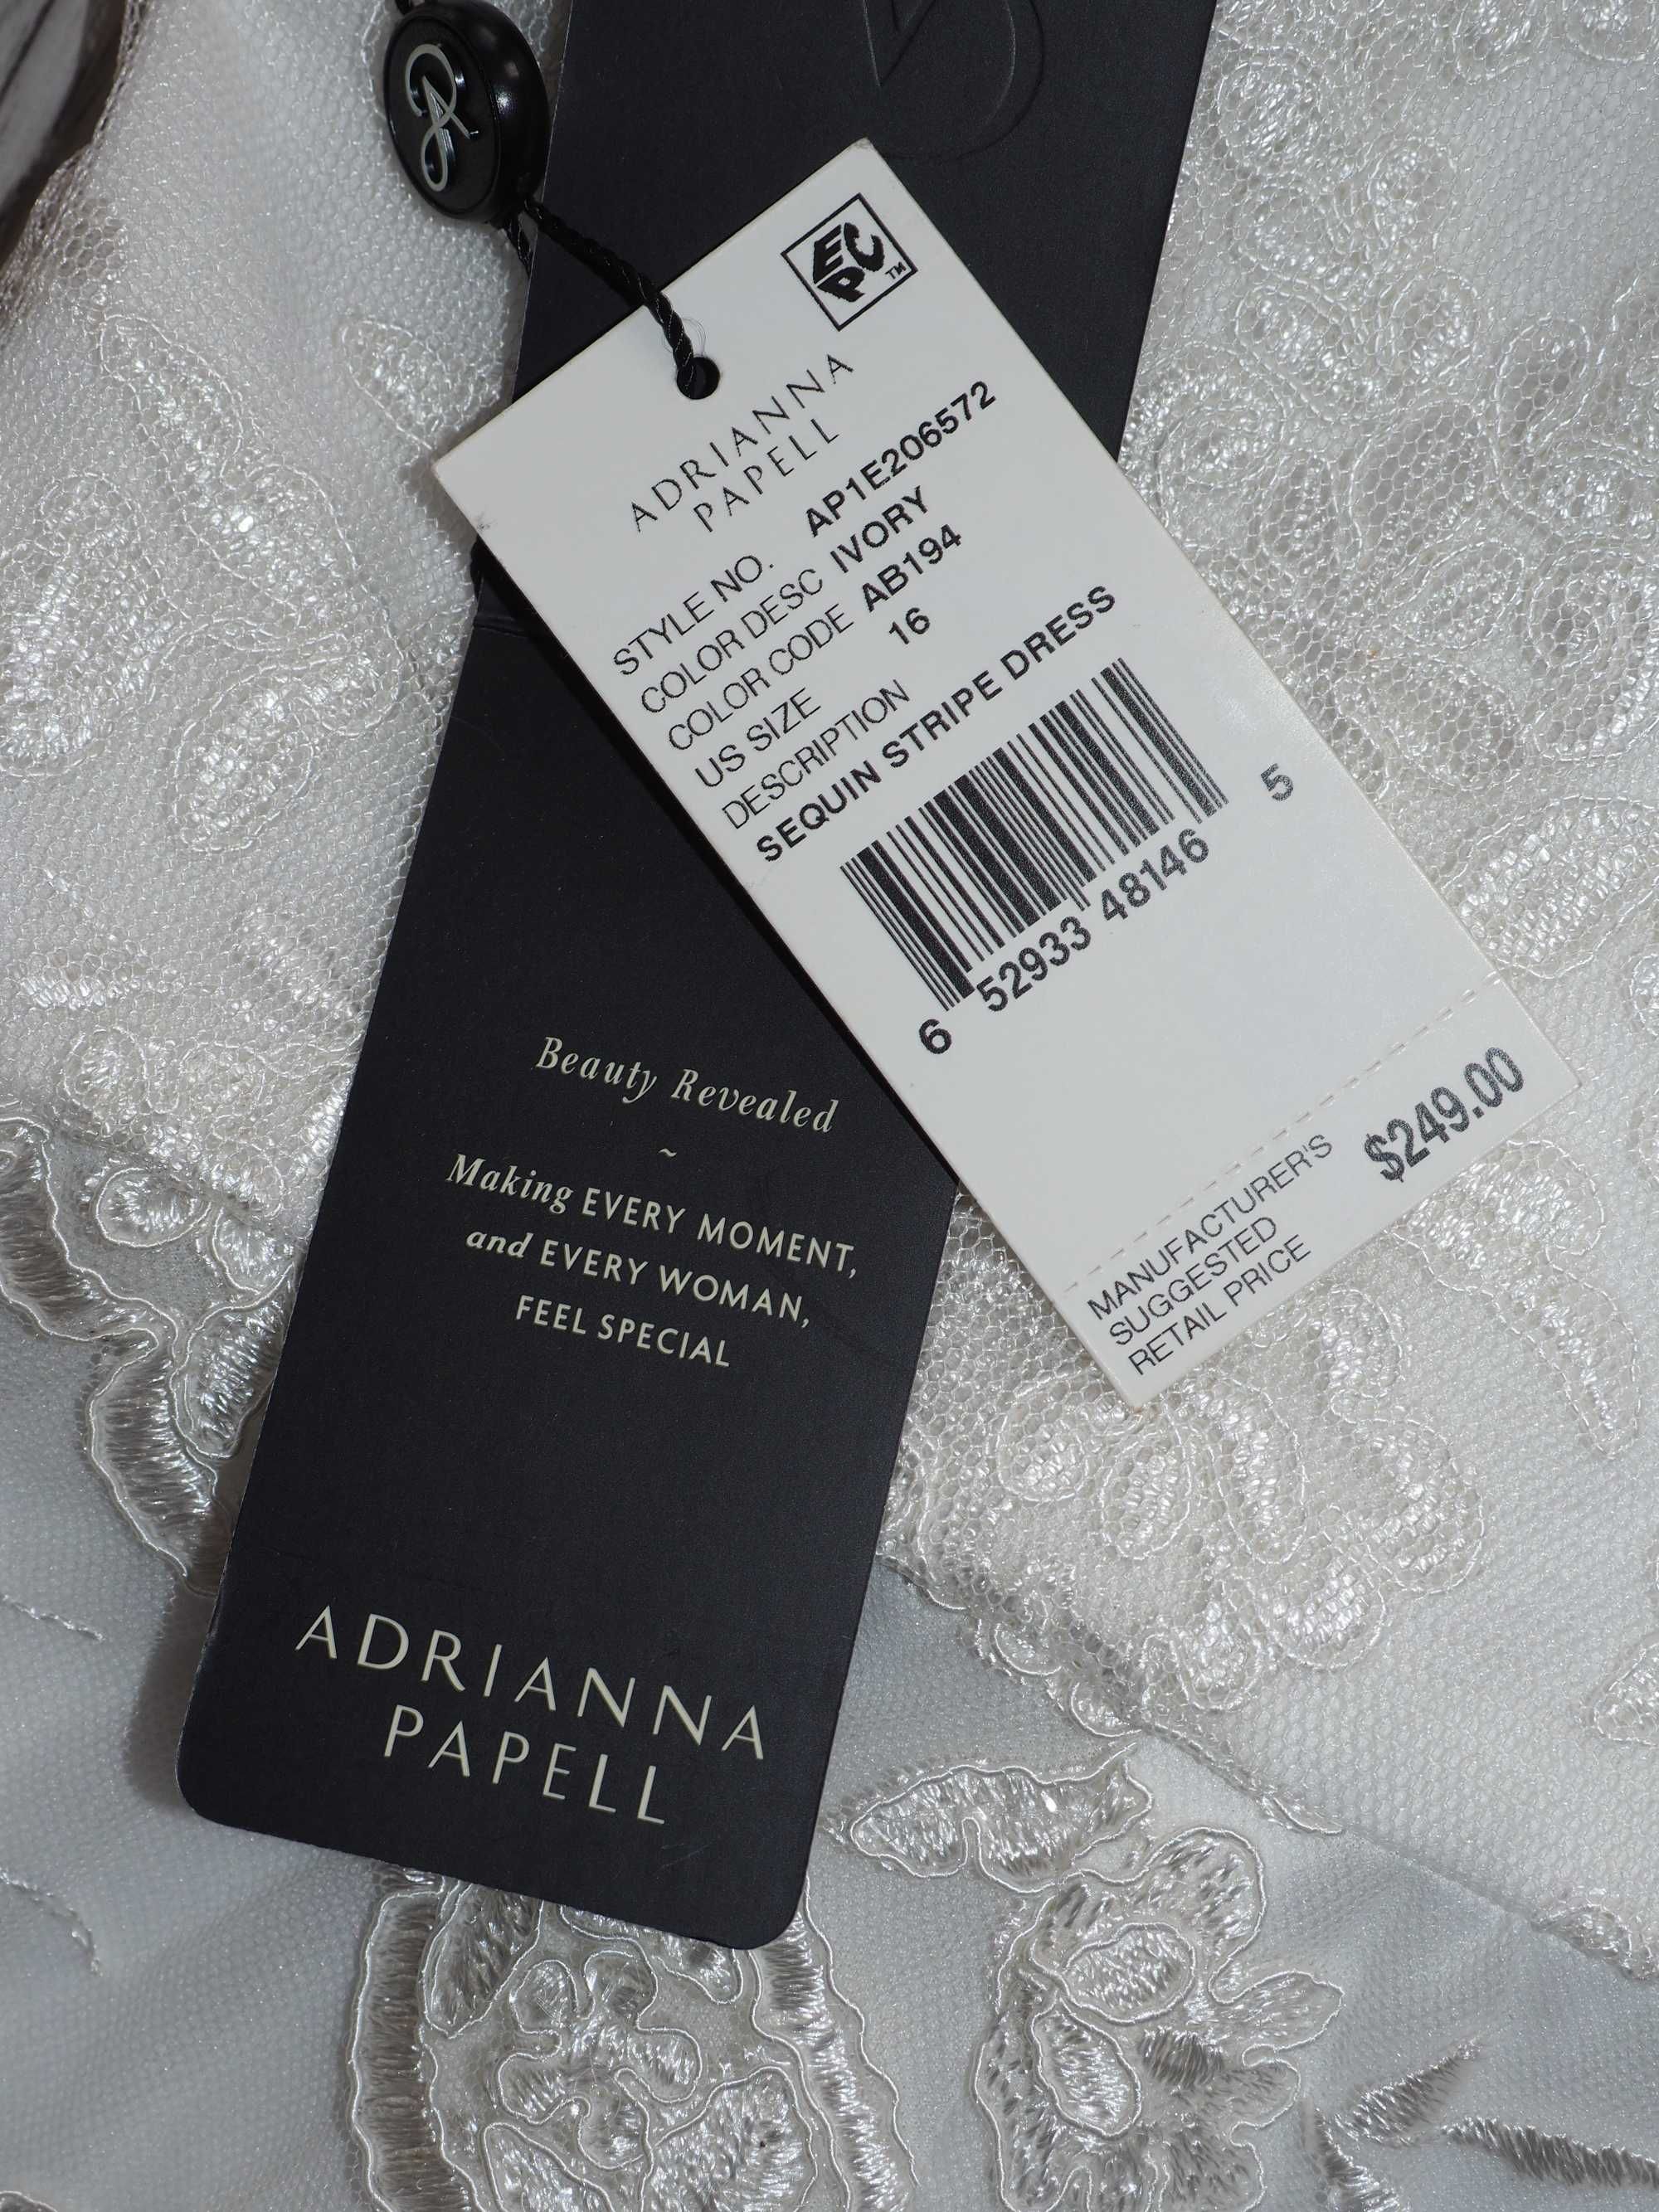 EPC™
ADRIANNA
PAPELL
STYLE NO. AP1E206572
COLOR DESC IVORY
COLOR CODE AB194
US SIZE 16
DESCRIPTION
SEQUIN STRIPE DRESS
6 52933 48146 5
MANUFACTURER'S
SUGGESTED
RETAIL PRICE
$249.00
Beauty Revealed
~
Making EVERY MOMENT,
and EVERY WOMAN,
FEEL SPECIAL
ADRIANNA
PAPELL